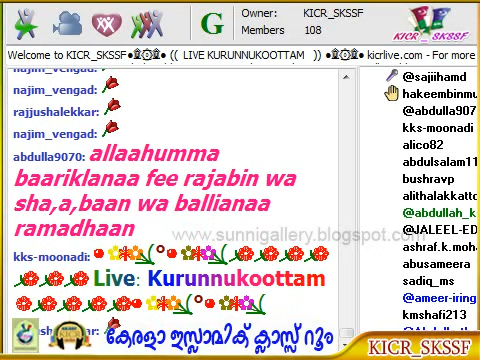 Owner: KICR_SKSSF
Members 108
G
KICR_SKSSF
Welcome to KICR_SKSSF•۩۞۩• (( LIVE KURUNNUKOOTTAM )) •۩۞۩• kicrlive.com - For more
najim_vengad:
najim_vengad:
rajjushalekkar:
najim_vengad:
abdulla9070: allaahumma
baariklanaa fee rajabin wa
sha,a,baan wa ballianaa
ramadhaan
kks-moonadi:
Live: Kurunnukoottam
@sajiihamd
hakeembinmu
@abdulla907
kks-moonadi
alico82
abdulsalam11
bushravp
alithalakkatto
@abdullah_k
@JALEEL-ED
ashraf.k.moha
abusameera
sadiq_ms
@ameer-iring
kmshafi213
www.sunnigallery.blogspot.com
കേരളാ ഇസ്ലാമിക് ക്ലാസ്സ് റൂം
KICR_SKSSF